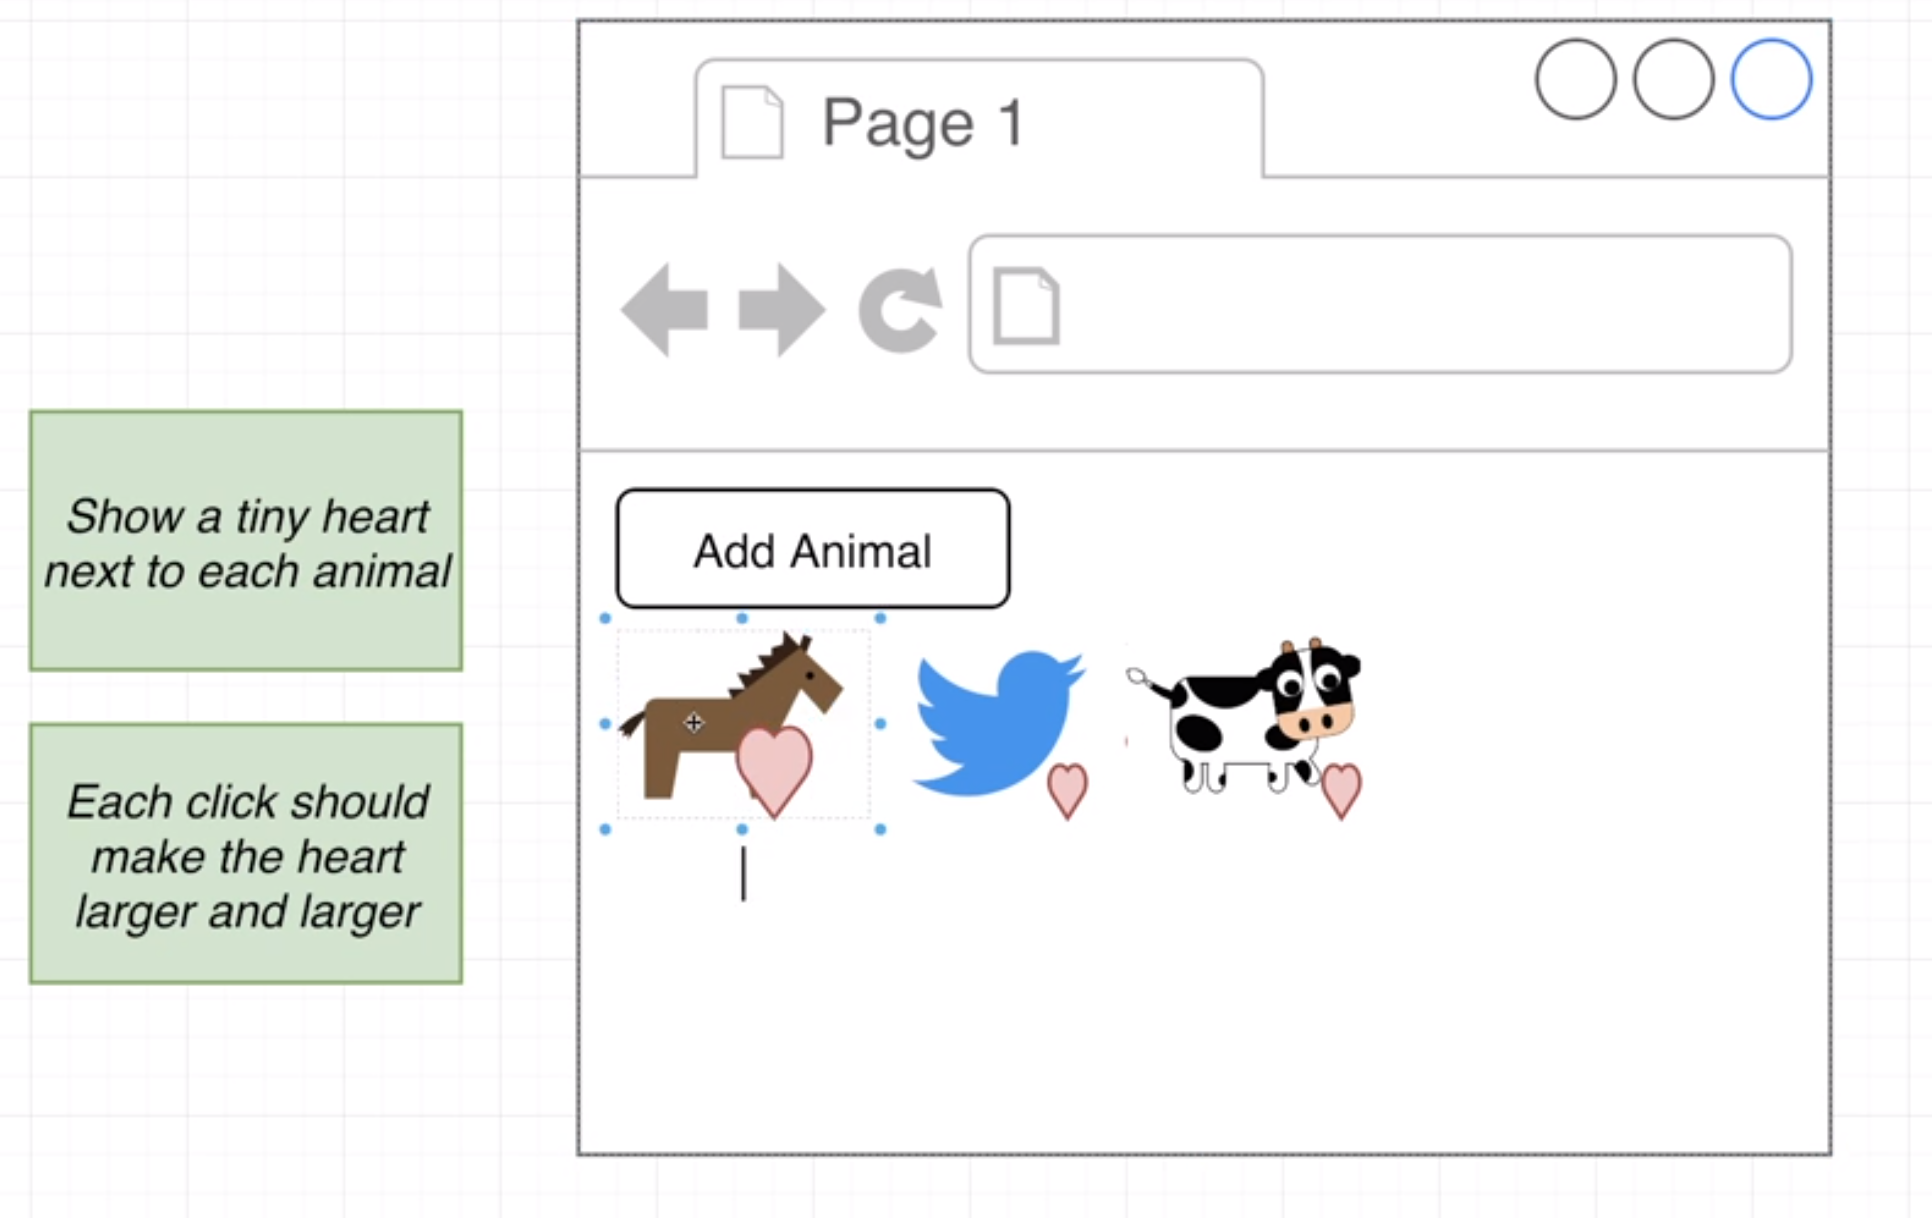 Page 1
Add Animal
Show a tiny heart
next to each animal
Each click should
make the heart
larger and larger